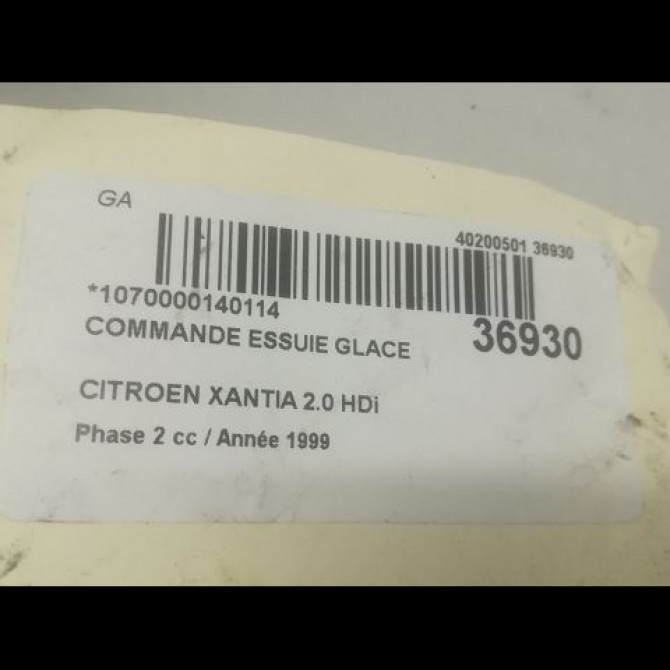 GA
40200501 36930
*1070000140114
36930
COMMANDE ESSUIE GLACE
CITROEN XANTIA 2.0 HDi
Phase 2 cc / Année 1999